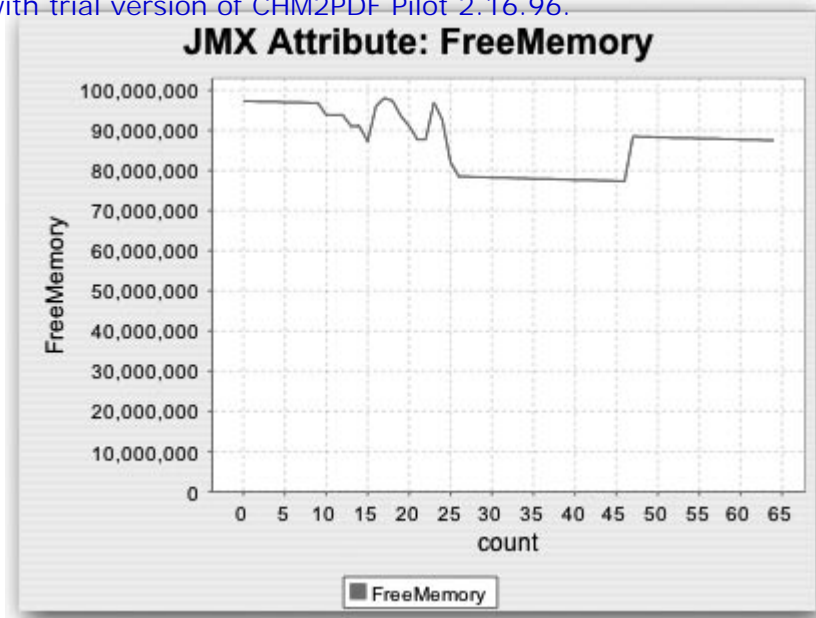 with trial version of CHM2PDF Pilot 2.16.96.
JMX Attribute: FreeMemory
100,000,000
90,000,000
80,000,000
70,000,000
60,000,000
50,000,000
40,000,000
30,000,000
20,000,000
10,000,000
0
FreeMemory
0 5 10 15 20 25 30 35 40 45 50 55 60 65
count
FreeMemory